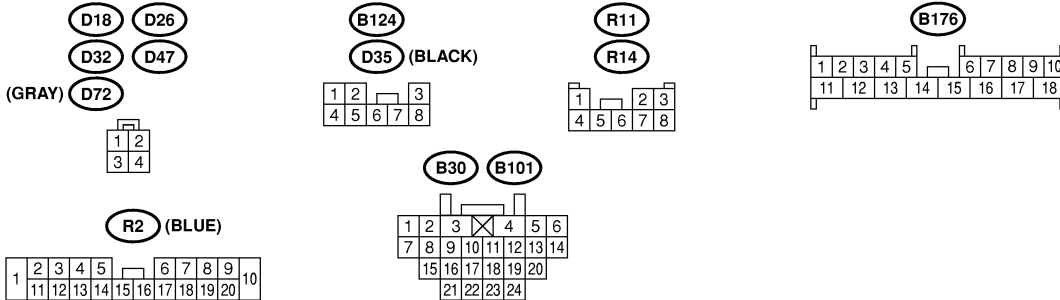 D18 D26
D32 D47
(GRAY) D72
1 2
3 4
B124
D35 (BLACK)
1 2 3
4 5 6 7 8
R11
R14
1 2 3
4 5 6 7 8
B176
1 2 3 4 5 6 7 8 9 10
11 12 13 14 15 16 17 18
R2 (BLUE)
1 2 3 4 5 6 7 8 9 10
11 12 13 14 15 16 17 18 19 20
B30 B101
1 2 3 4 5 6
7 8 9 10 11 12 13 14
15 16 17 18 19 20
21 22 23 24